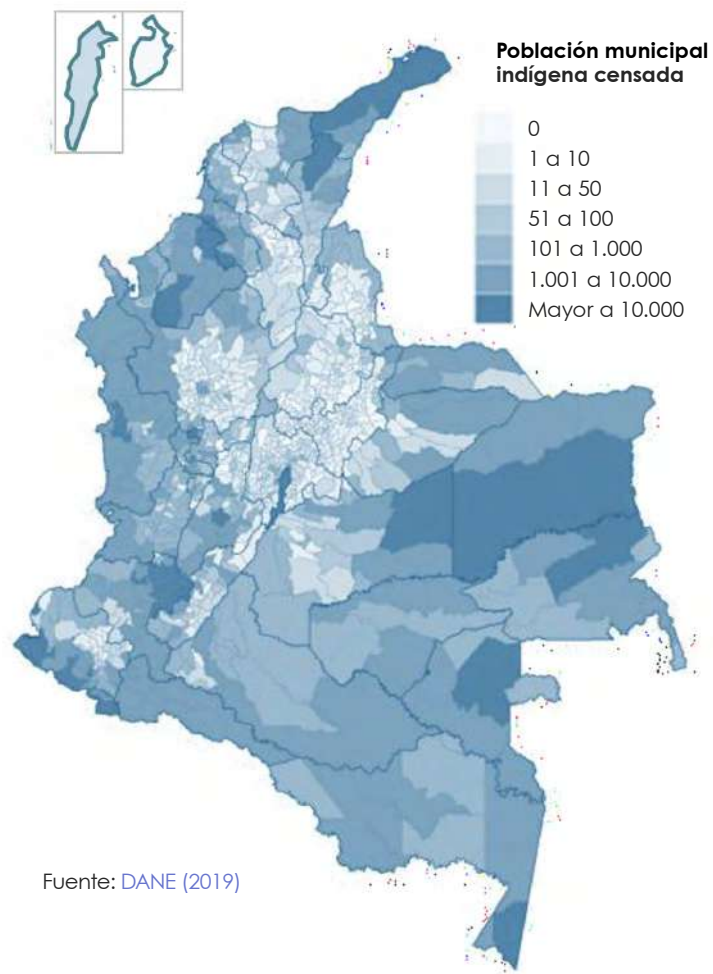 Población municipal
indígena censada
0
1 a 10
11 a 50
51 a 100
101 a 1.000
1.001 a 10.000
Mayor a 10.000
Fuente: DANE (2019)